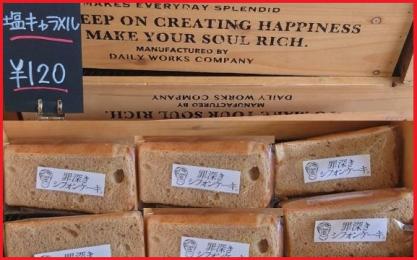 塩キャラメル
¥120
MAKES EVERYDAY SPLENDID
KEEP ON CREATING HAPPINESS
MAKE YOUR SOUL RICH.
MANUFACTURED BY
DAILY WORKS COMPANY
MAKE YOUR SOUL RICH.
MANUFACTURED BY
DAILY WORKS COMPANY
罪深き
シフォンケーキ。
罪深き
シフォンケーキ。
罪深き
シフォンケーキ。
罪深き
シフォンケーキ。
罪深き
シフォンケーキ。
罪深き
シフォンケーキ。